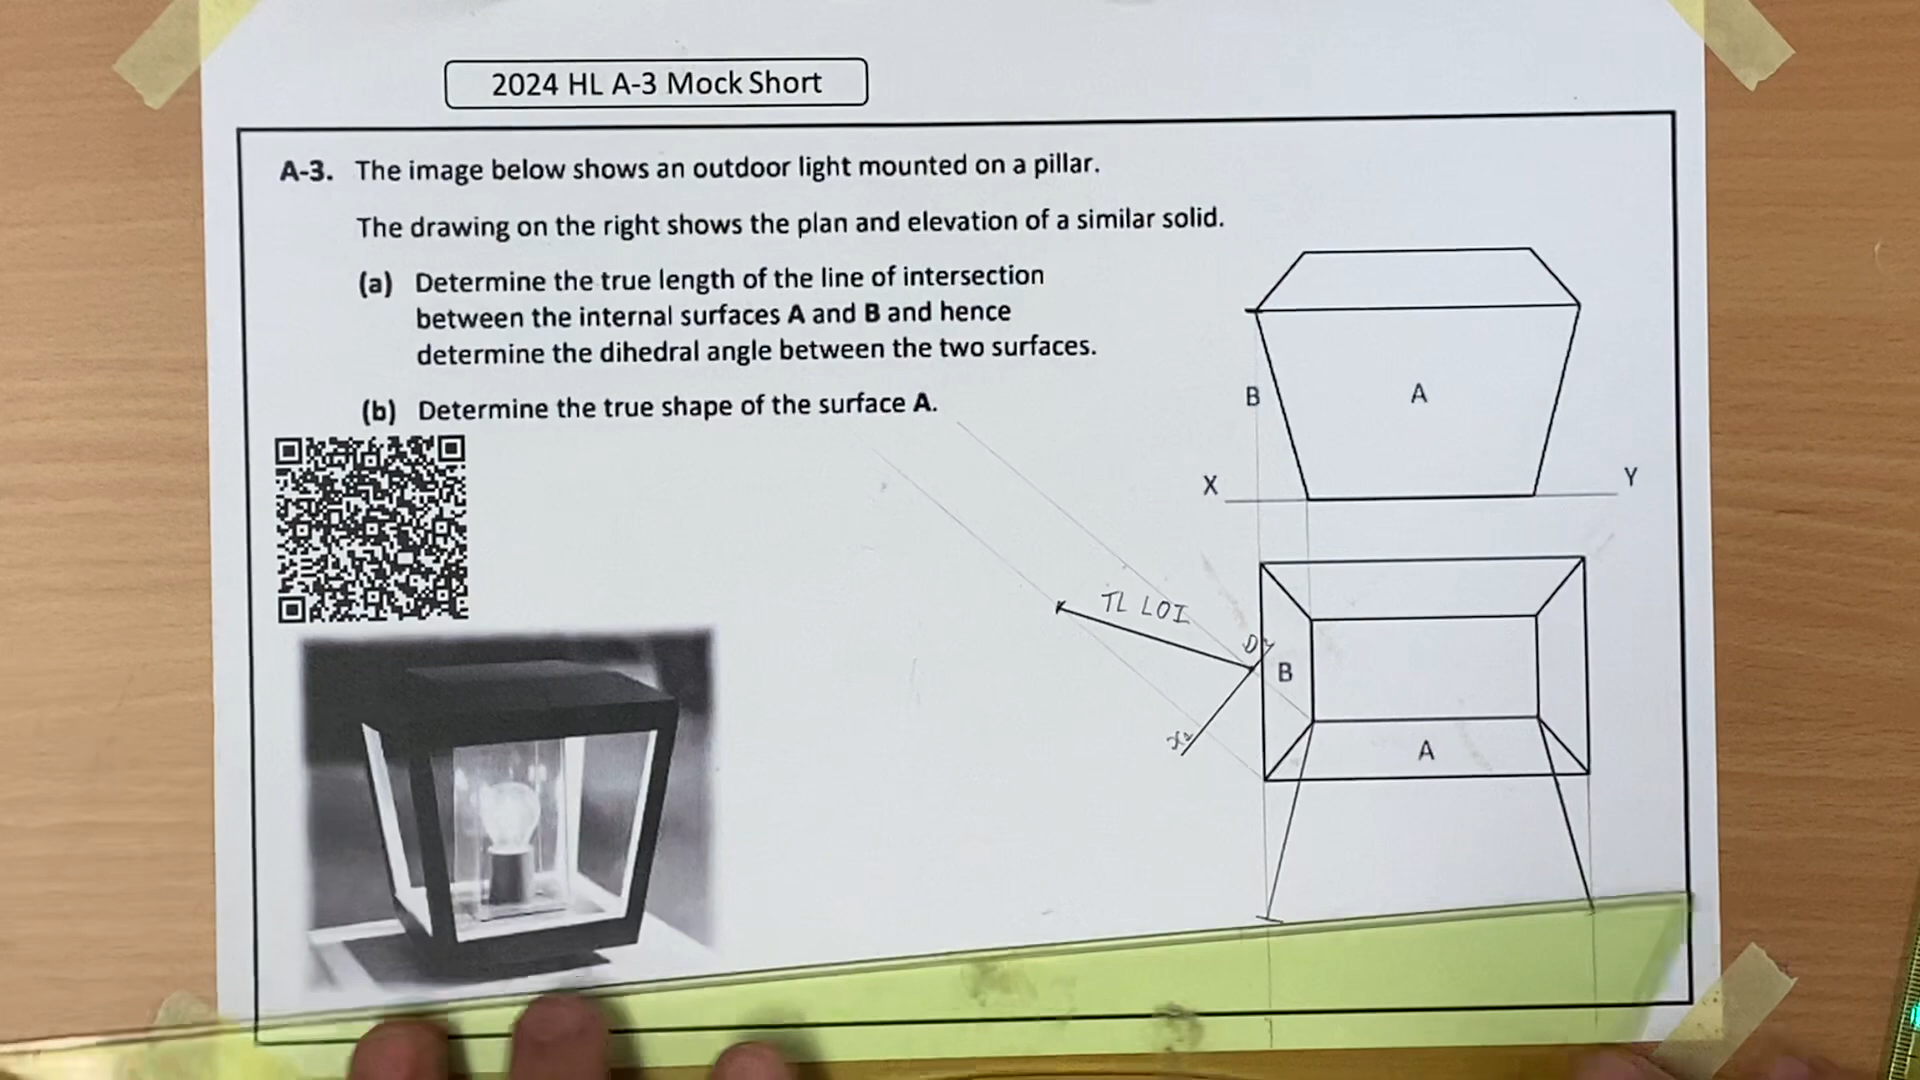 2024 HL A-3 Mock Short
A-3. The image below shows an outdoor light mounted on a pillar.
The drawing on the right shows the plan and elevation of a similar solid.
(a) Determine the true length of the line of intersection
between the internal surfaces A and B and hence
determine the dihedral angle between the two surfaces.
(b) Determine the true shape of the surface A.
B
A
X
Y
TL LOI
B
A